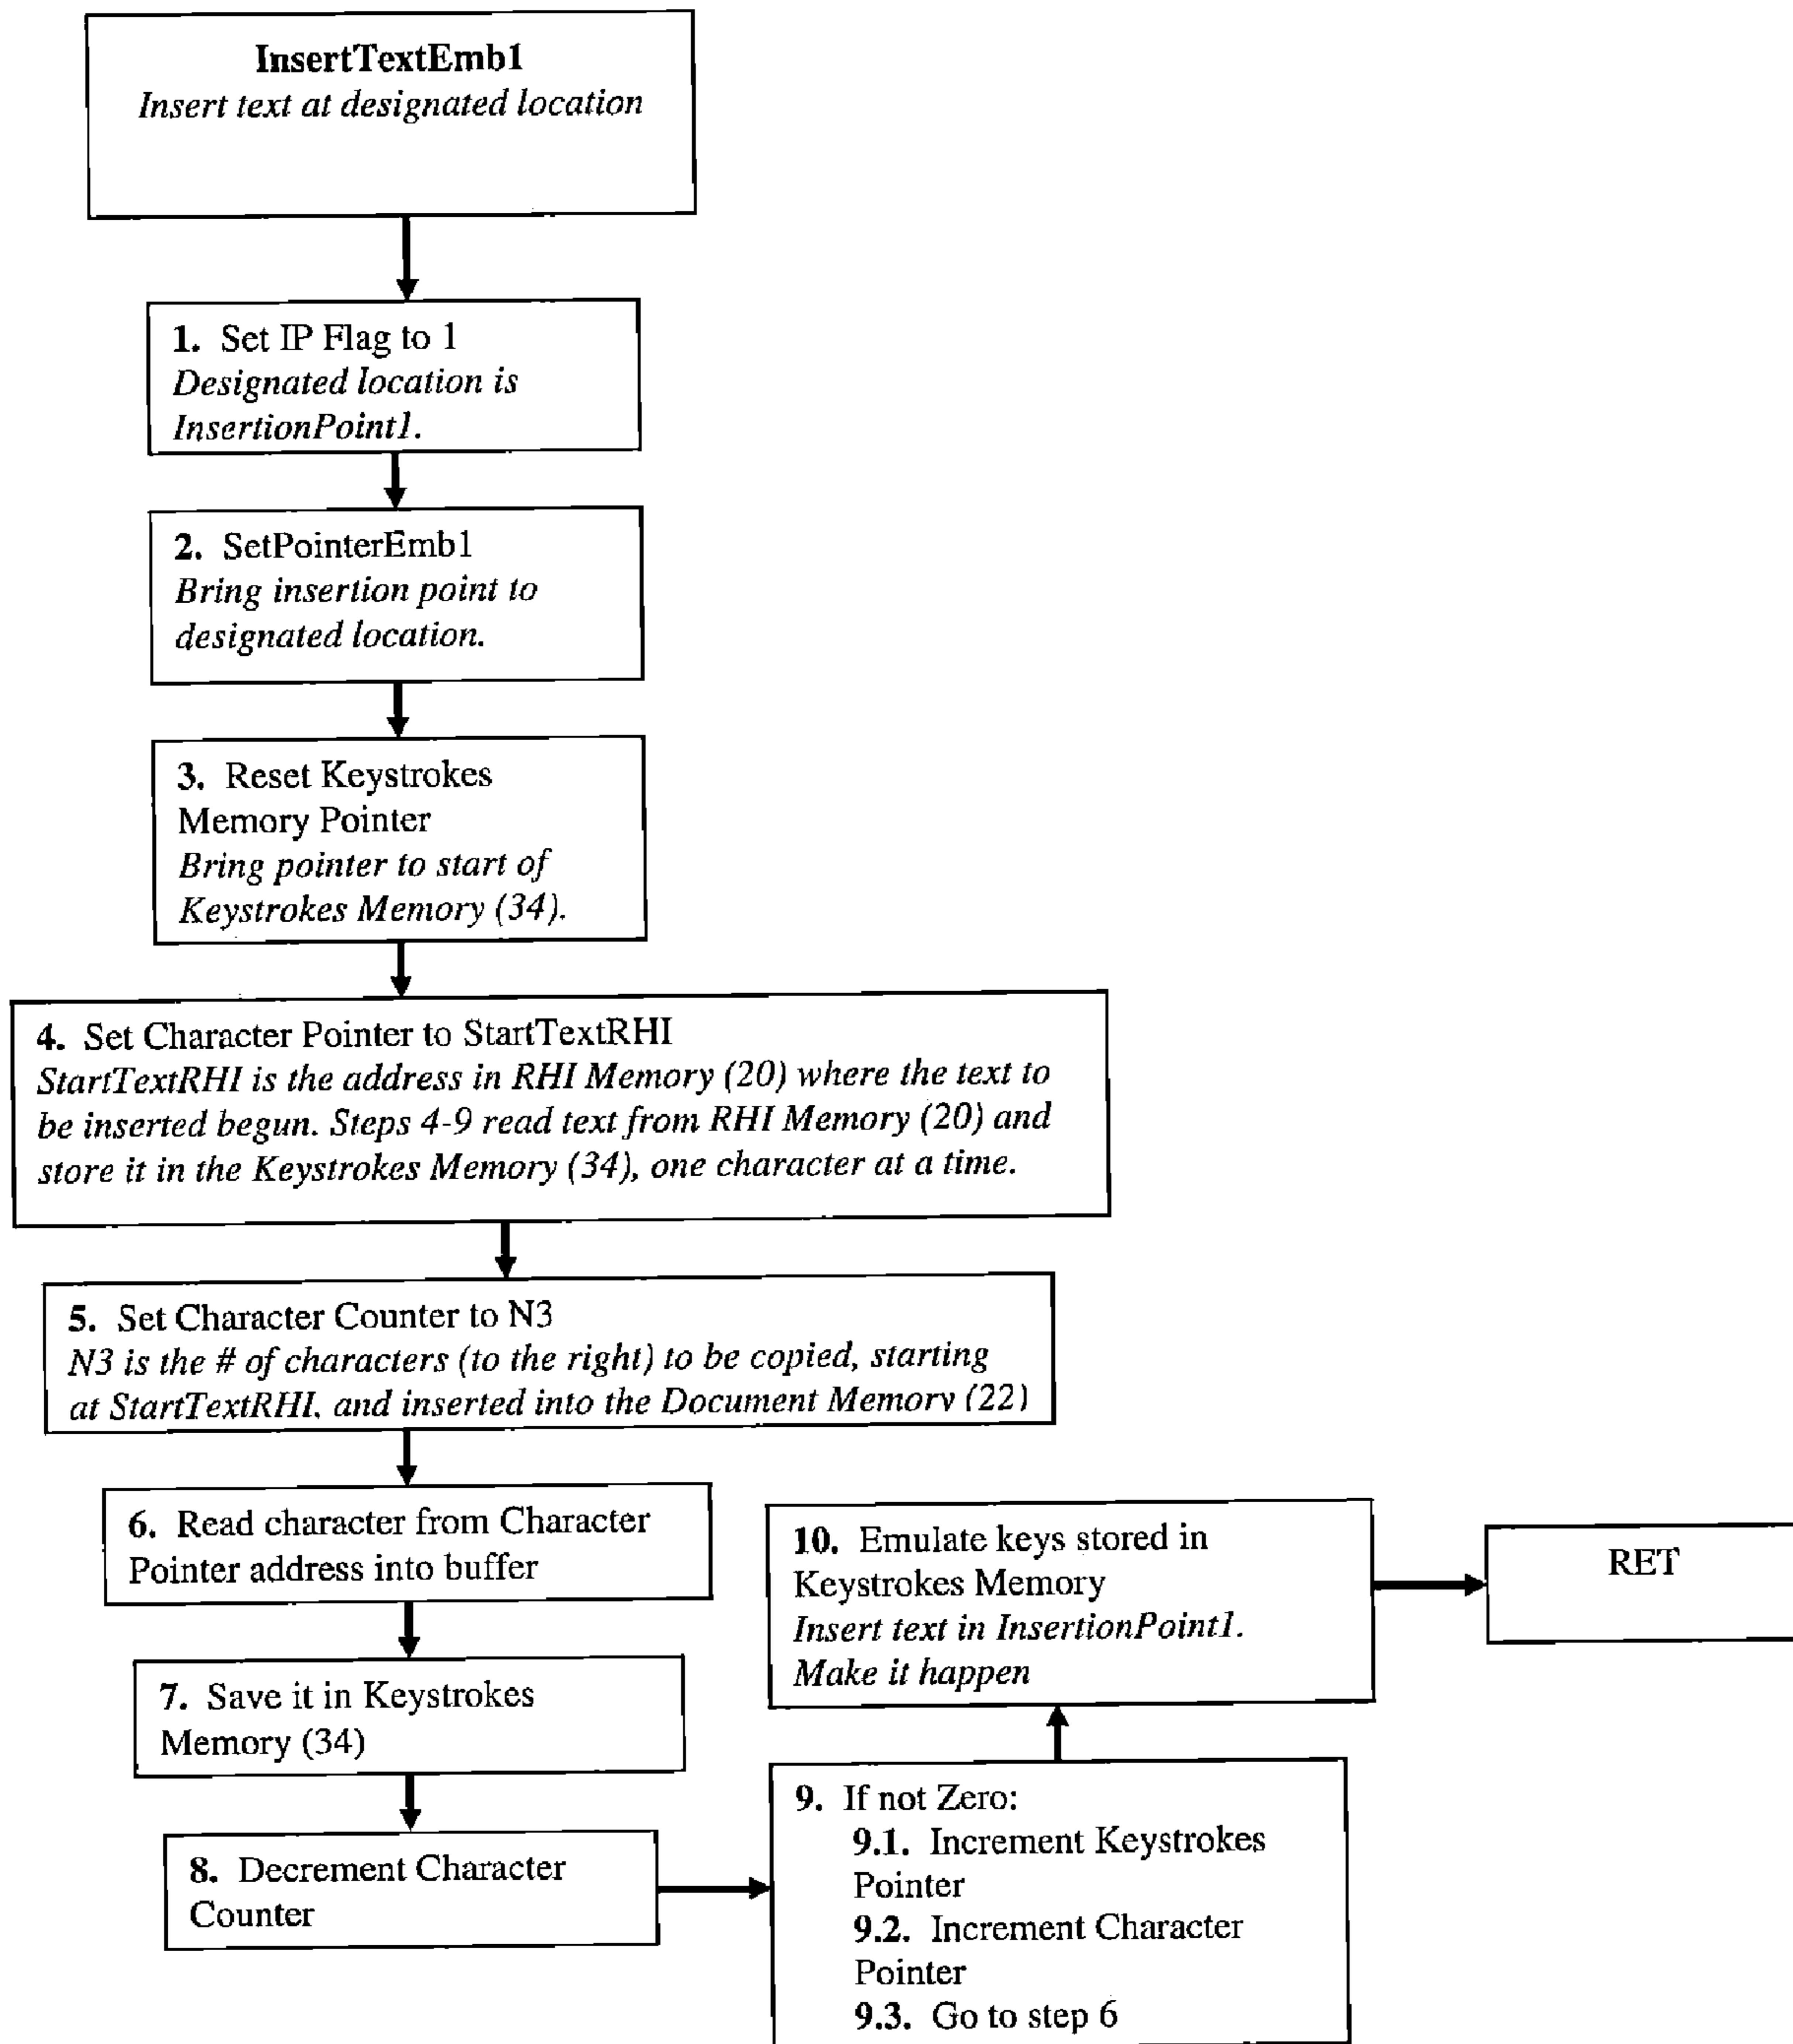 InsertTextEmb1
Insert text at designated location
1. Set IP Flag to 1
Designated location is
InsertionPoint1.
2. SetPointerEmb1
Bring insertion point to
designated location.
3. Reset Keystrokes
Memory Pointer
Bring pointer to start of
Keystrokes Memory (34).
4. Set Character Pointer to StartTextRHI
StartTextRHI is the address in RHI Memory (20) where the text to
be inserted begun. Steps 4-9 read text from RHI Memory (20) and
store it in the Keystrokes Memory (34), one character at a time.
5. Set Character Counter to N3
N3 is the # of characters (to the right) to be copied, starting
at StartTextRHI, and inserted into the Document Memory (22)
6. Read character from Character
Pointer address into buffer
7. Save it in Keystrokes
Memory (34)
8. Decrement Character
Counter
9. If not Zero:
9.1. Increment Keystrokes
Pointer
9.2. Increment Character
Pointer
9.3. Go to step 6
10. Emulate keys stored in
Keystrokes Memory
Insert text in InsertionPoint1.
Make it happen
RET